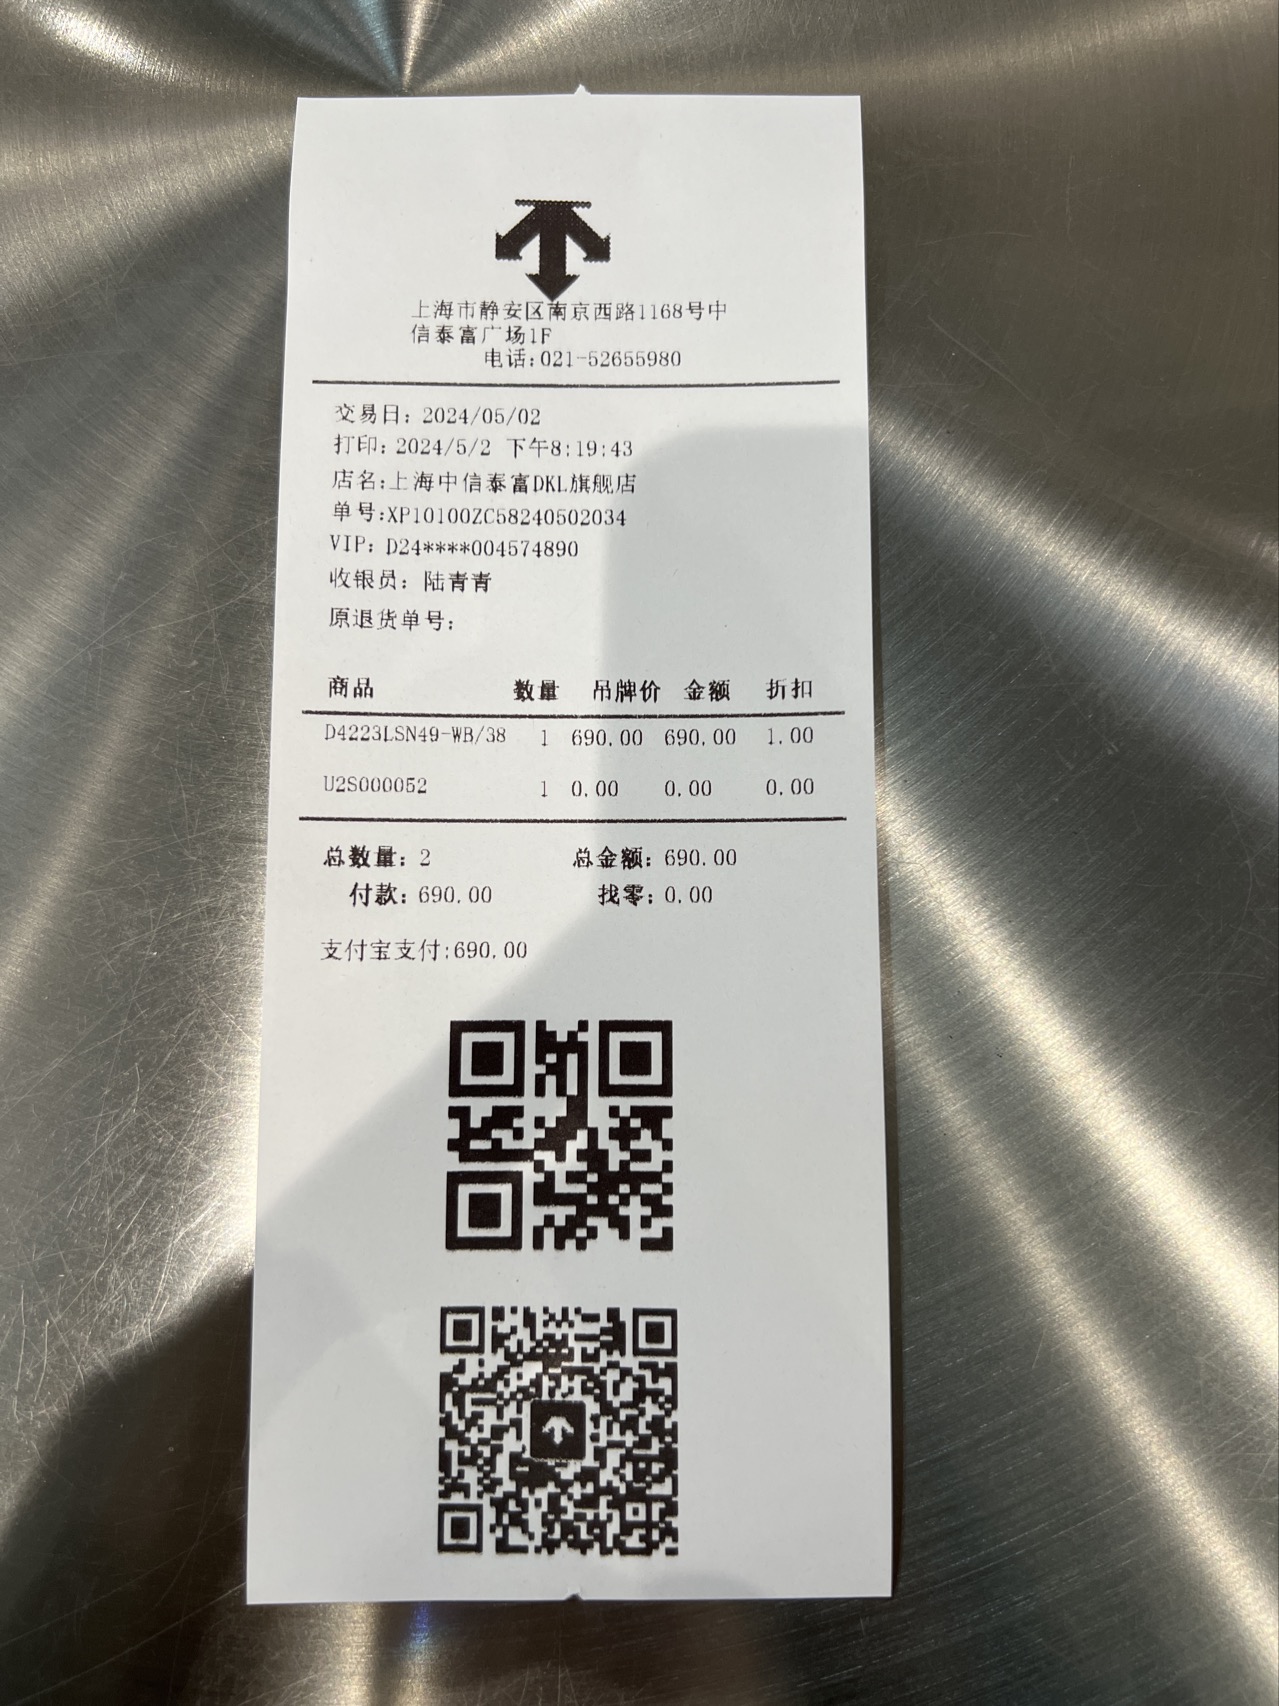 上海市静安区南京西路1168号中
信泰富广场1F
电话:021-52655980
交易日: 2024/05/02
打印: 2024/5/2 下午8:19:43
店名:上海中信泰富DKL旗舰店
单号:XP10100ZC58240502034
VIP: D24****004574890
收银员: 陆青青
原退货单号:
商品 数量 吊牌价 金额 折扣
D4223LSN49-WB/38 1 690.00 690.00 1.00
U2S000052 1 0.00 0.00 0.00
总数量: 2 总金额: 690.00
付款: 690.00 找零: 0.00
支付宝支付:690.00